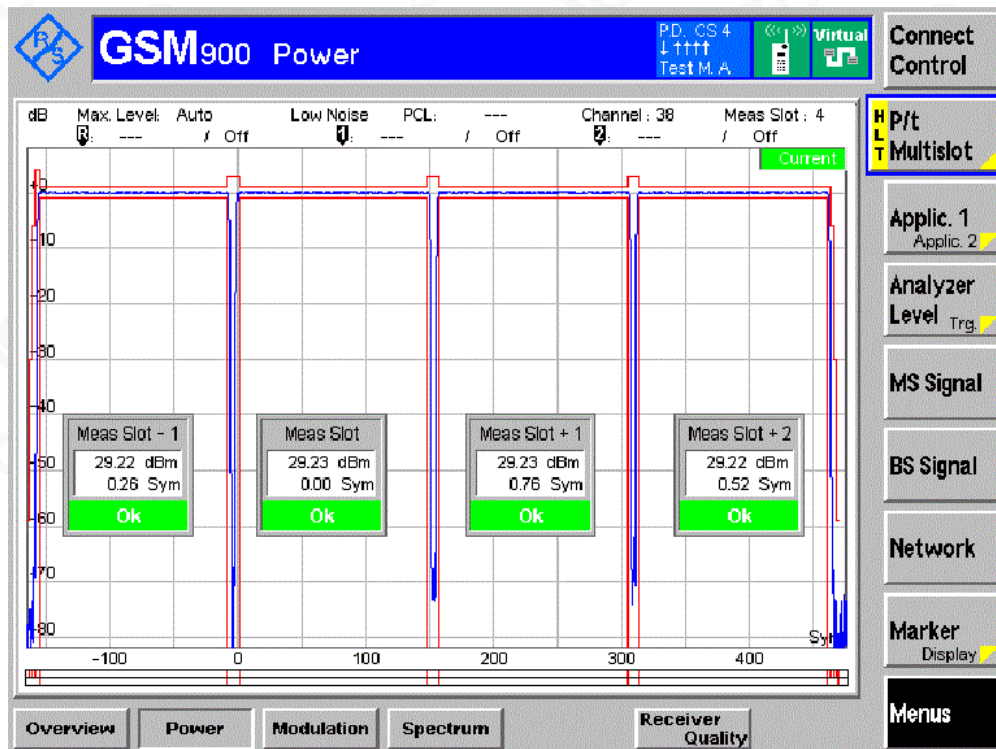 R S
GSM900 Power
P.D. CS 4
↓↑↑↑↑
Test M. A.
Virtual
Connect
Control
dB Max. Level: Auto Low Noise PCL: --- Channel : 38 Meas Slot : 4
R: --- / Off 1: --- / Off 2: --- / Off
Current
H
L
T
P/t
Multislot
Applic. 1
Applic. 2
Analyzer
Level Trg.
MS Signal
BS Signal
Network
Marker
Display
Menus
+0
-10
-20
-30
-40
-50
-60
-70
-80
Meas Slot - 1
29.22 dBm
0.26 Sym
Ok
Meas Slot
29.23 dBm
0.00 Sym
Ok
Meas Slot + 1
29.23 dBm
0.76 Sym
Ok
Meas Slot + 2
29.22 dBm
0.52 Sym
Ok
Sym
-100 0 100 200 300 400
Overview Power Modulation Spectrum Receiver Quality